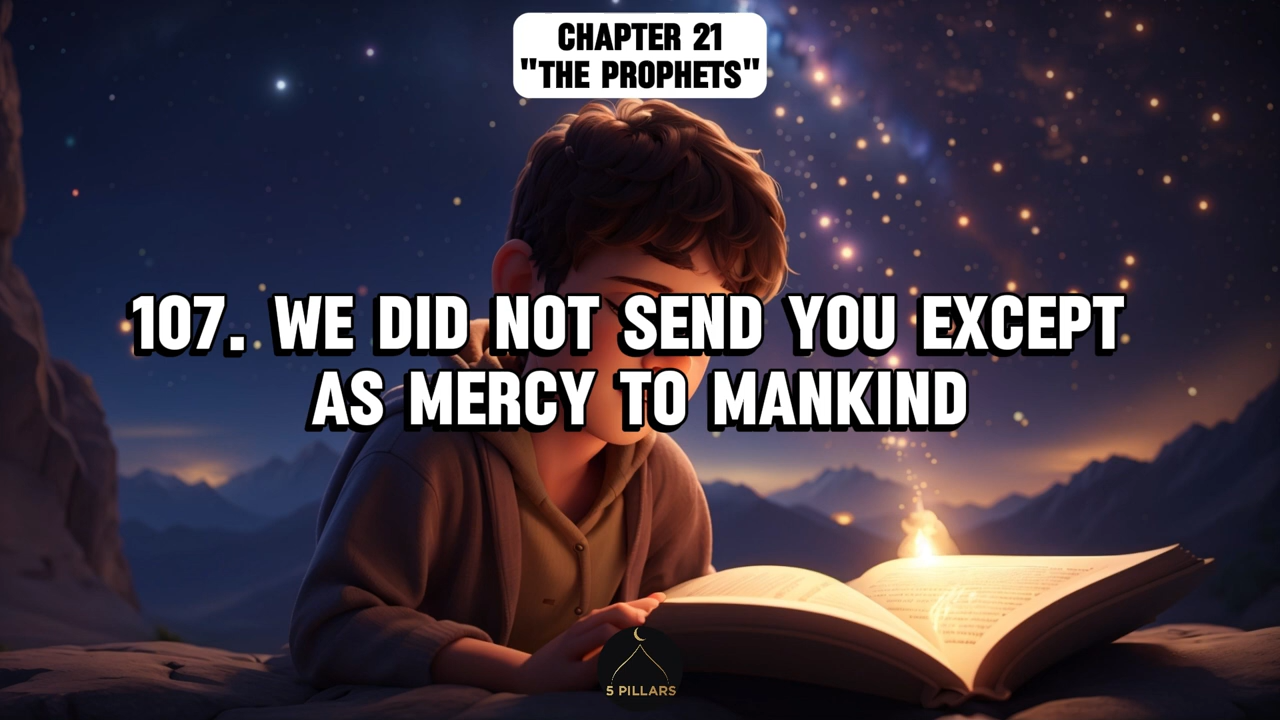 CHAPTER 21
"THE PROPHETS"
107. WE DID NOT SEND YOU EXCEPT
AS MERCY TO MANKIND
5 PILLARS